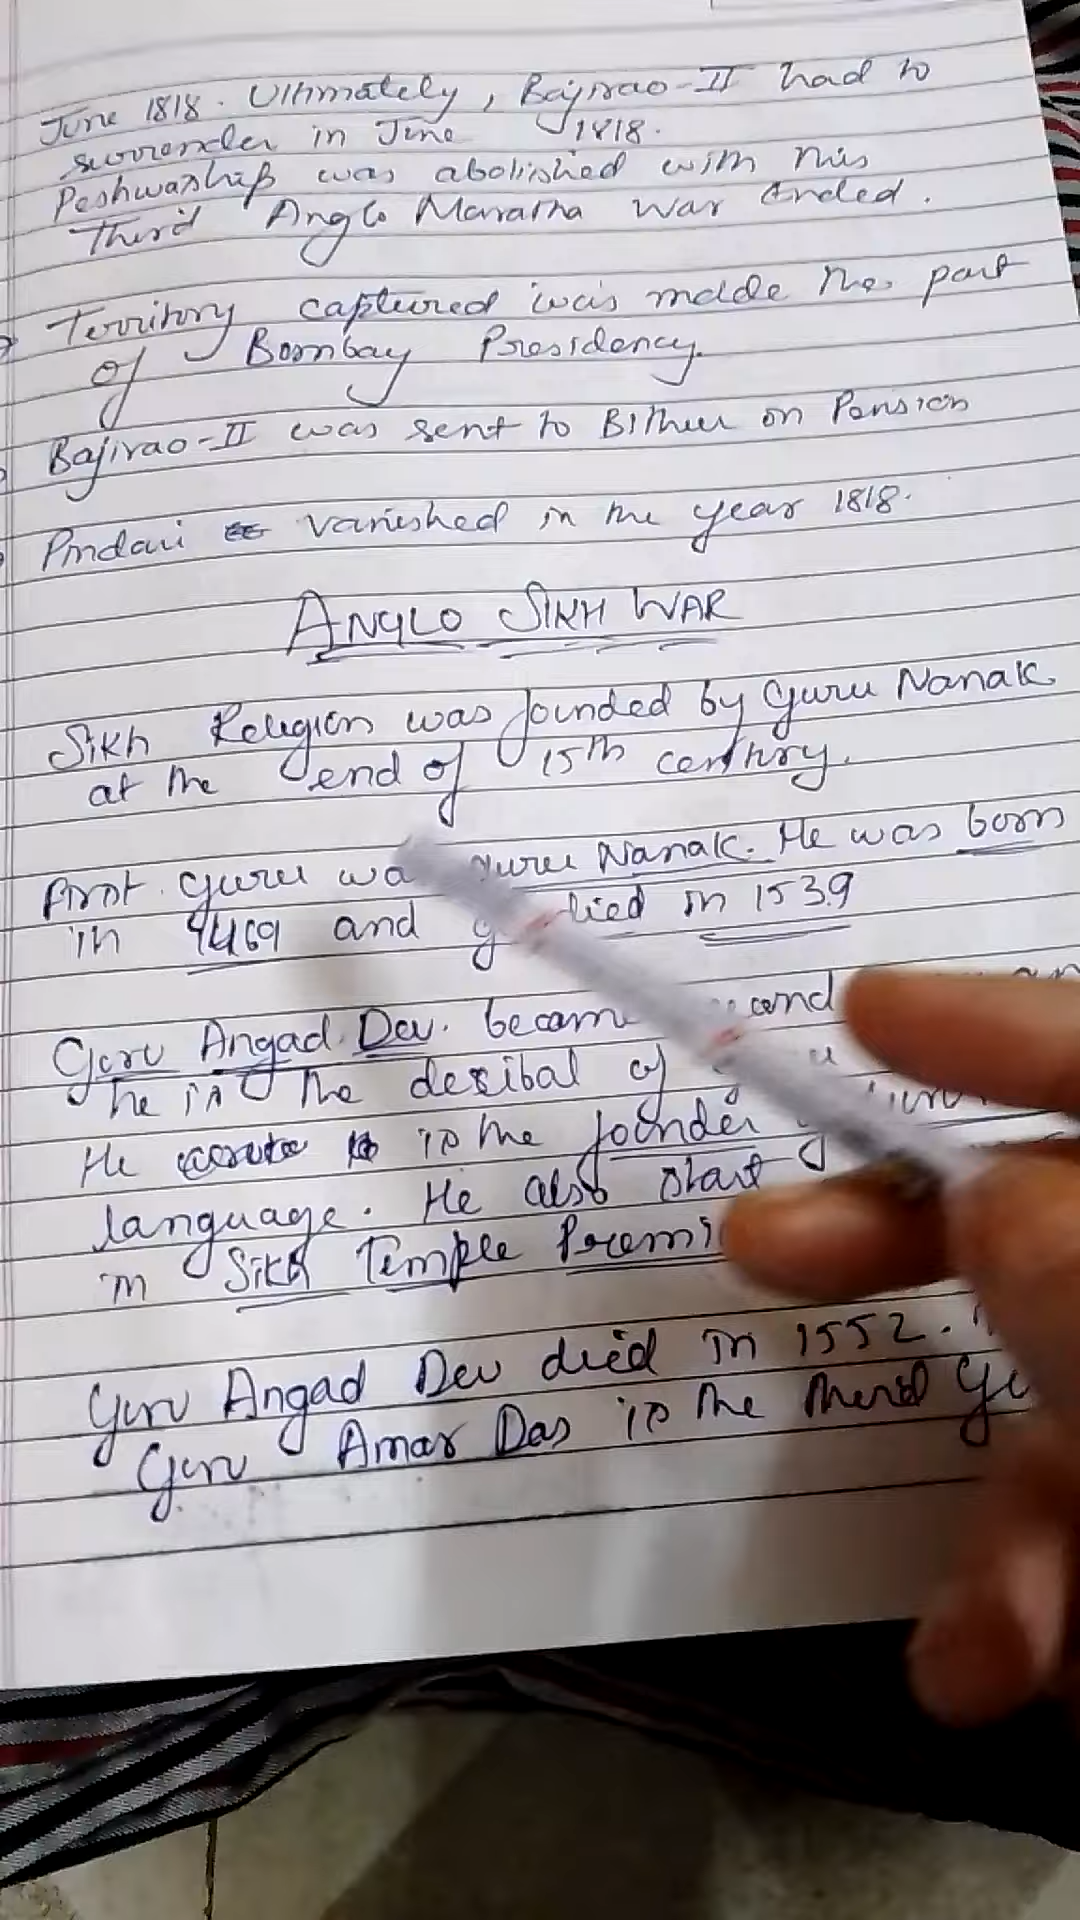 June 1818. Ultimately, Bajirao-II had to
surrender in June 1818.
Peshwaship was abolished with this
Third Anglo Maratha War Ended.
Territory captured was made the part
of Bombay Presidency.
Bajirao-II was sent to Bithur on Pension
Pindari vanished in the year 1818.
ANGLO SIKH WAR
Sikh Religion was founded by Guru Nanak
at the end of 15th century.
First Guru wa Guru Nanak. He was born
in 1469 and died in 1539
Guru Angad Dev. became
he is the desibal of
He is the founder
language. He also start
in Sikh Temple Premi
Guru Angad Dev died in 1552.
Guru Amar Das is the third Gu